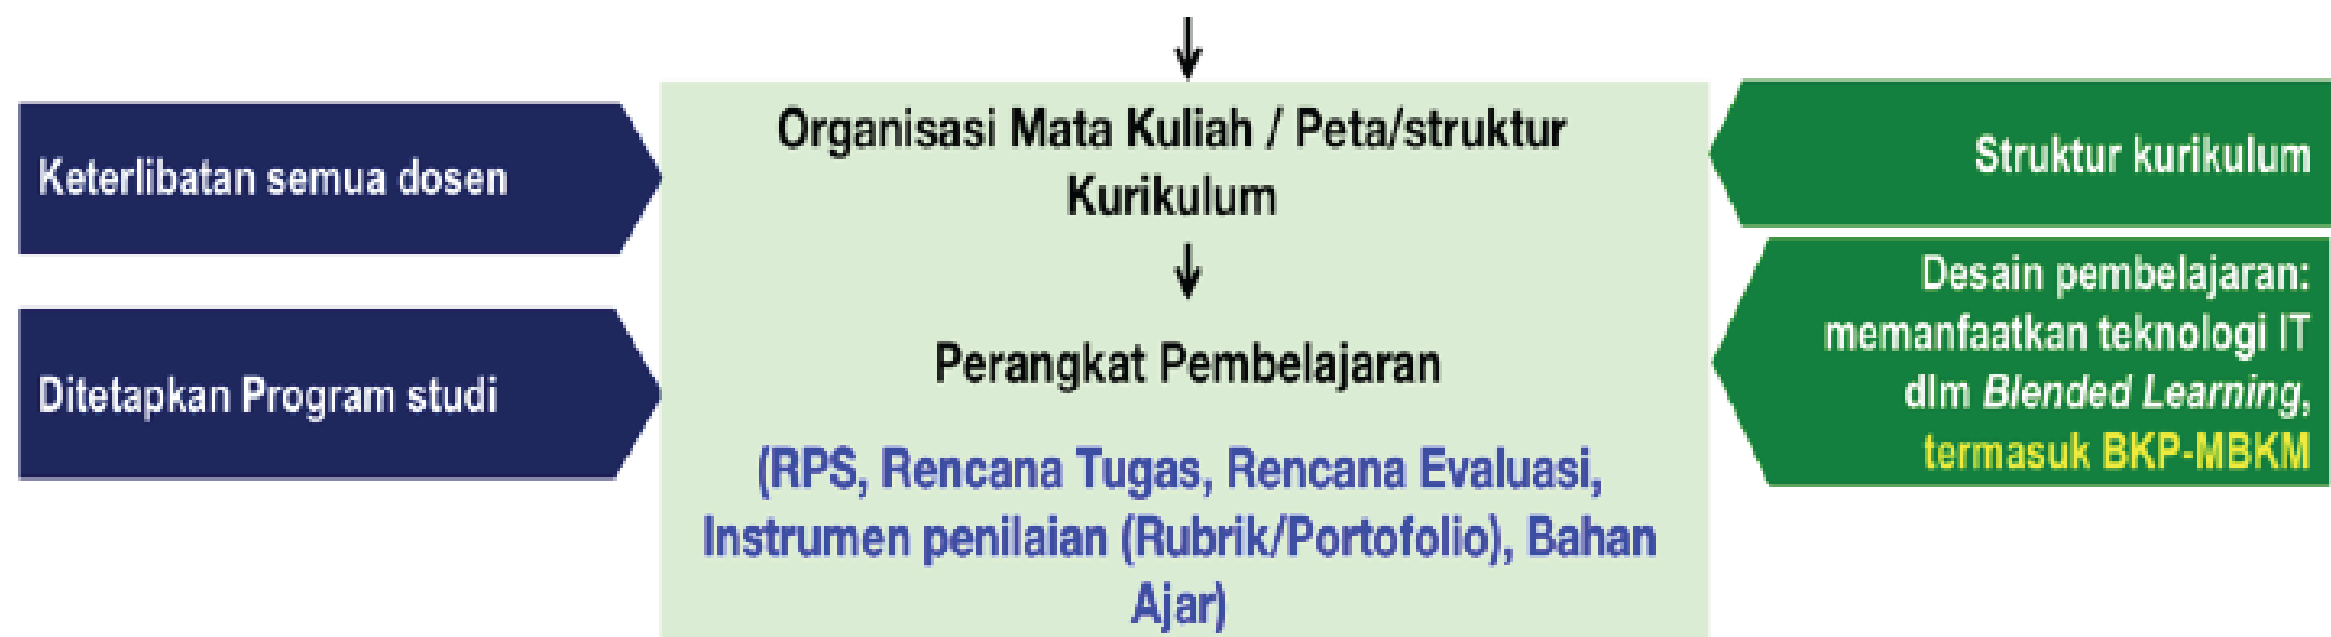 Keterlibatan semua dosen
Ditetapkan Program studi
Organisasi Mata Kuliah / Peta/struktur
Kurikulum
Perangkat Pembelajaran
(RPS, Rencana Tugas, Rencana Evaluasi,
Instrumen penilaian (Rubrik/Portofolio), Bahan
Ajar)
Struktur kurikulum
Desain pembelajaran:
memanfaatkan teknologi IT
dlm Blended Learning,
termasuk BKP-MBKM